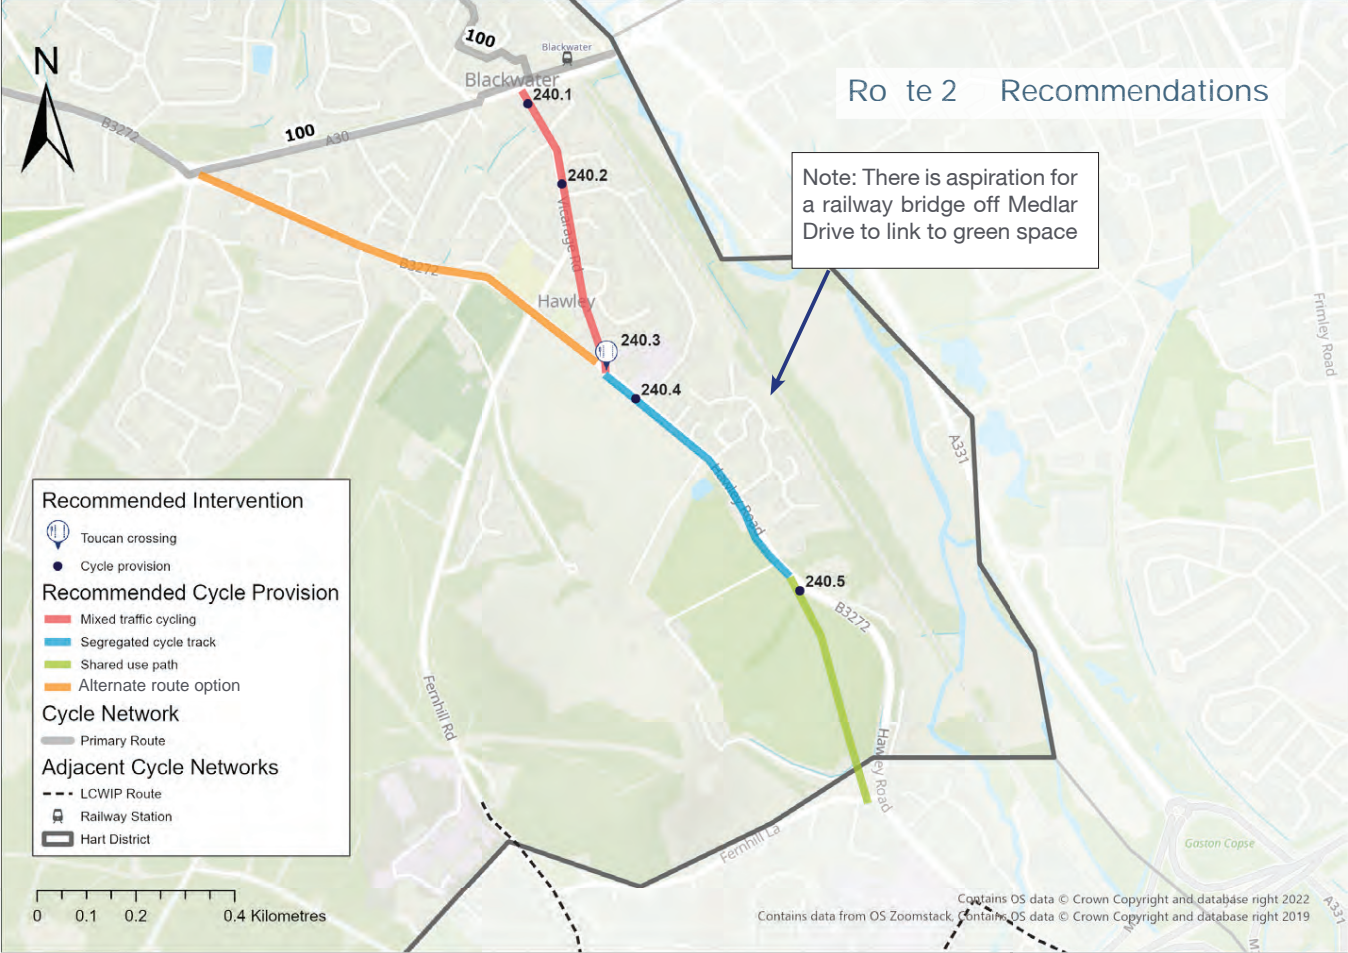 100
Blackwater
Blackwater
N
Ro te 2 Recommendations
240.1
B3272
100
A30
240.2
Note: There is aspiration for
a railway bridge off Medlar
Drive to link to green space
Vicarage Rd
B3272
Hawley
Frimley Road
240.3
240.4
A331
Hawley Road
Recommended Intervention
Toucan crossing
Cycle provision
Recommended Cycle Provision
Mixed traffic cycling
Segregated cycle track
Shared use path
Alternate route option
Cycle Network
Primary Route
Adjacent Cycle Networks
LCWIP Route
Railway Station
Hart District
240.5
B3272
Fernhill Rd
Hawley Road
Fernhill La
Gaston Copse
0 0.1 0.2 0.4 Kilometres
Contains OS data © Crown Copyright and database right 2022
Contains data from OS Zoomstack, Contains OS data © Crown Copyright and database right 2019
A331